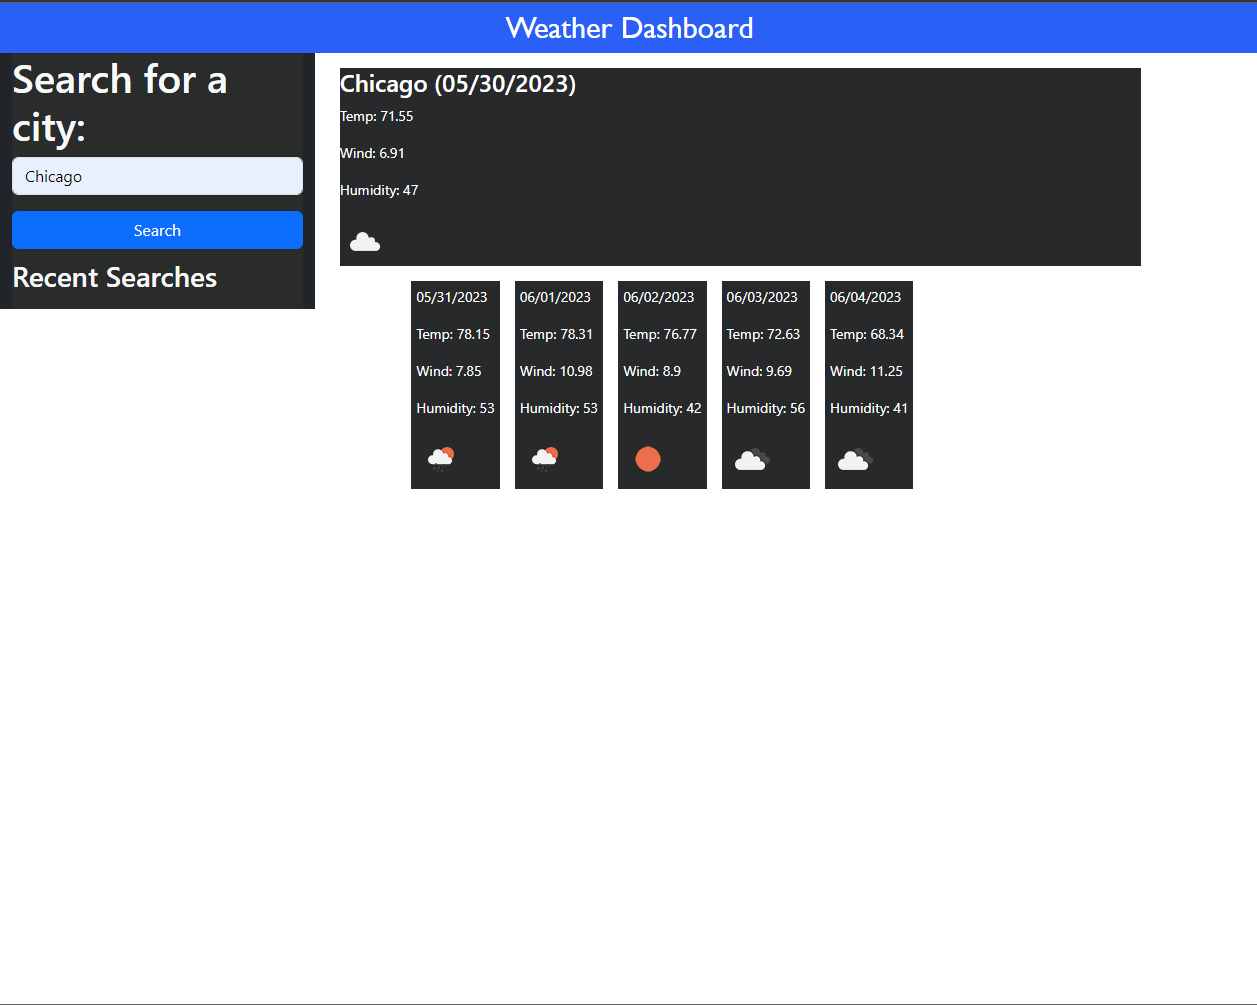 Weather Dashboard
Search for a
city:
Chicago
Search
Recent Searches
Chicago (05/30/2023)
Temp: 71.55
Wind: 6.91
Humidity: 47
05/31/2023
Temp: 78.15
Wind: 7.85
Humidity: 53
06/01/2023
Temp: 78.31
Wind: 10.98
Humidity: 53
06/02/2023
Temp: 76.77
Wind: 8.9
Humidity: 42
06/03/2023
Temp: 72.63
Wind: 9.69
Humidity: 56
06/04/2023
Temp: 68.34
Wind: 11.25
Humidity: 41